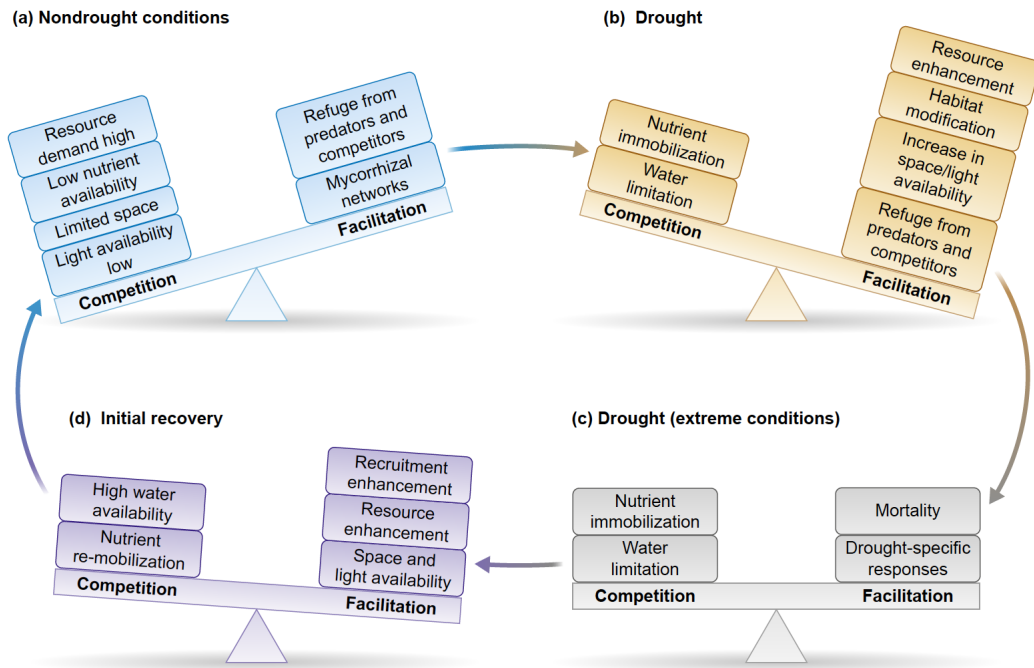 (a) Nondrought conditions
Resource
demand high
Low nutrient
availability
Limited space
Light availability
low
Competition
Refuge from
predators and
competitors
Mycorrhizal
networks
Facilitation
(b) Drought
Nutrient
immobilization
Water
limitation
Competition
Resource
enhancement
Habitat
modification
Increase in
space/light
availability
Refuge from
predators and
competitors
Facilitation
(d) Initial recovery
High water
availability
Nutrient
re-mobilization
Competition
Recruitment
enhancement
Resource
enhancement
Space and
light availability
Facilitation
(c) Drought (extreme conditions)
Nutrient
immobilization
Water
limitation
Competition
Mortality
Drought-specific
responses
Facilitation